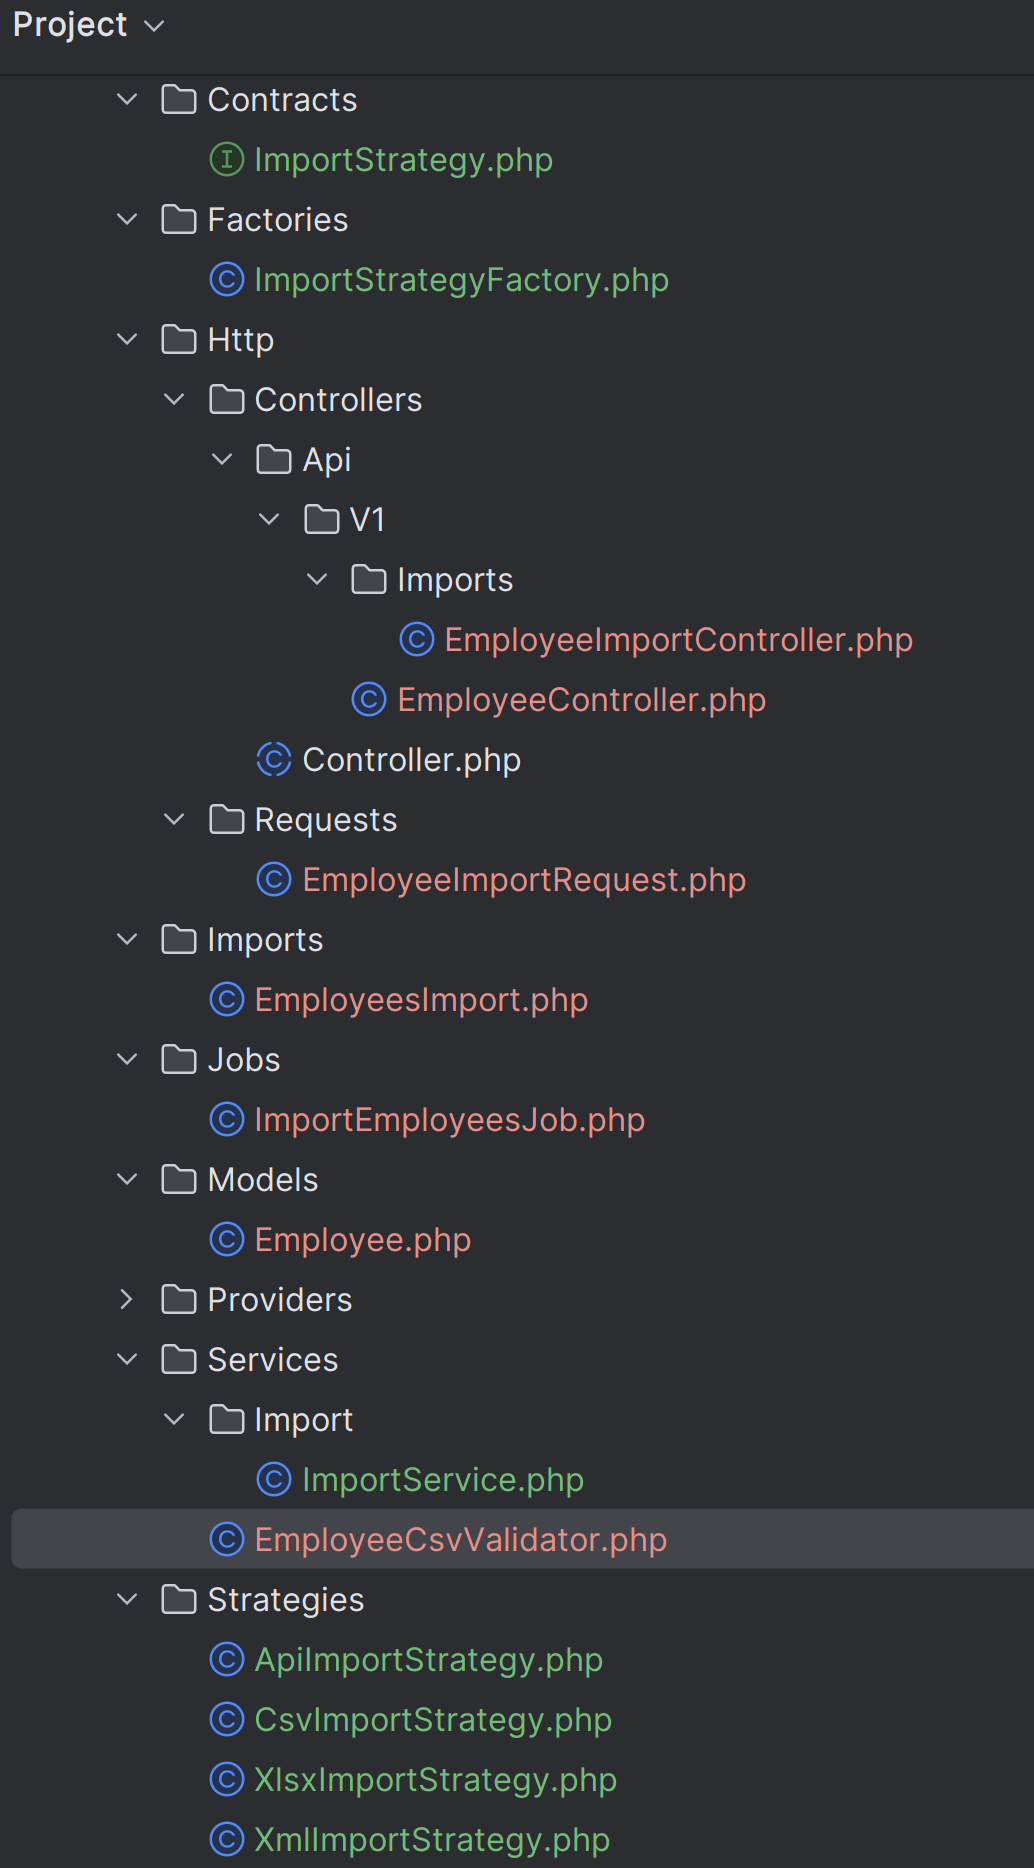 Project
Contracts
ImportStrategy.php
Factories
ImportStrategyFactory.php
Http
Controllers
Api
V1
Imports
EmployeeImportController.php
EmployeeController.php
Controller.php
Requests
EmployeeImportRequest.php
Imports
EmployeesImport.php
Jobs
ImportEmployeesJob.php
Models
Employee.php
Providers
Services
Import
ImportService.php
EmployeeCsvValidator.php
Strategies
ApiImportStrategy.php
CsvImportStrategy.php
XlsxImportStrategy.php
XmlImportStrategy.php